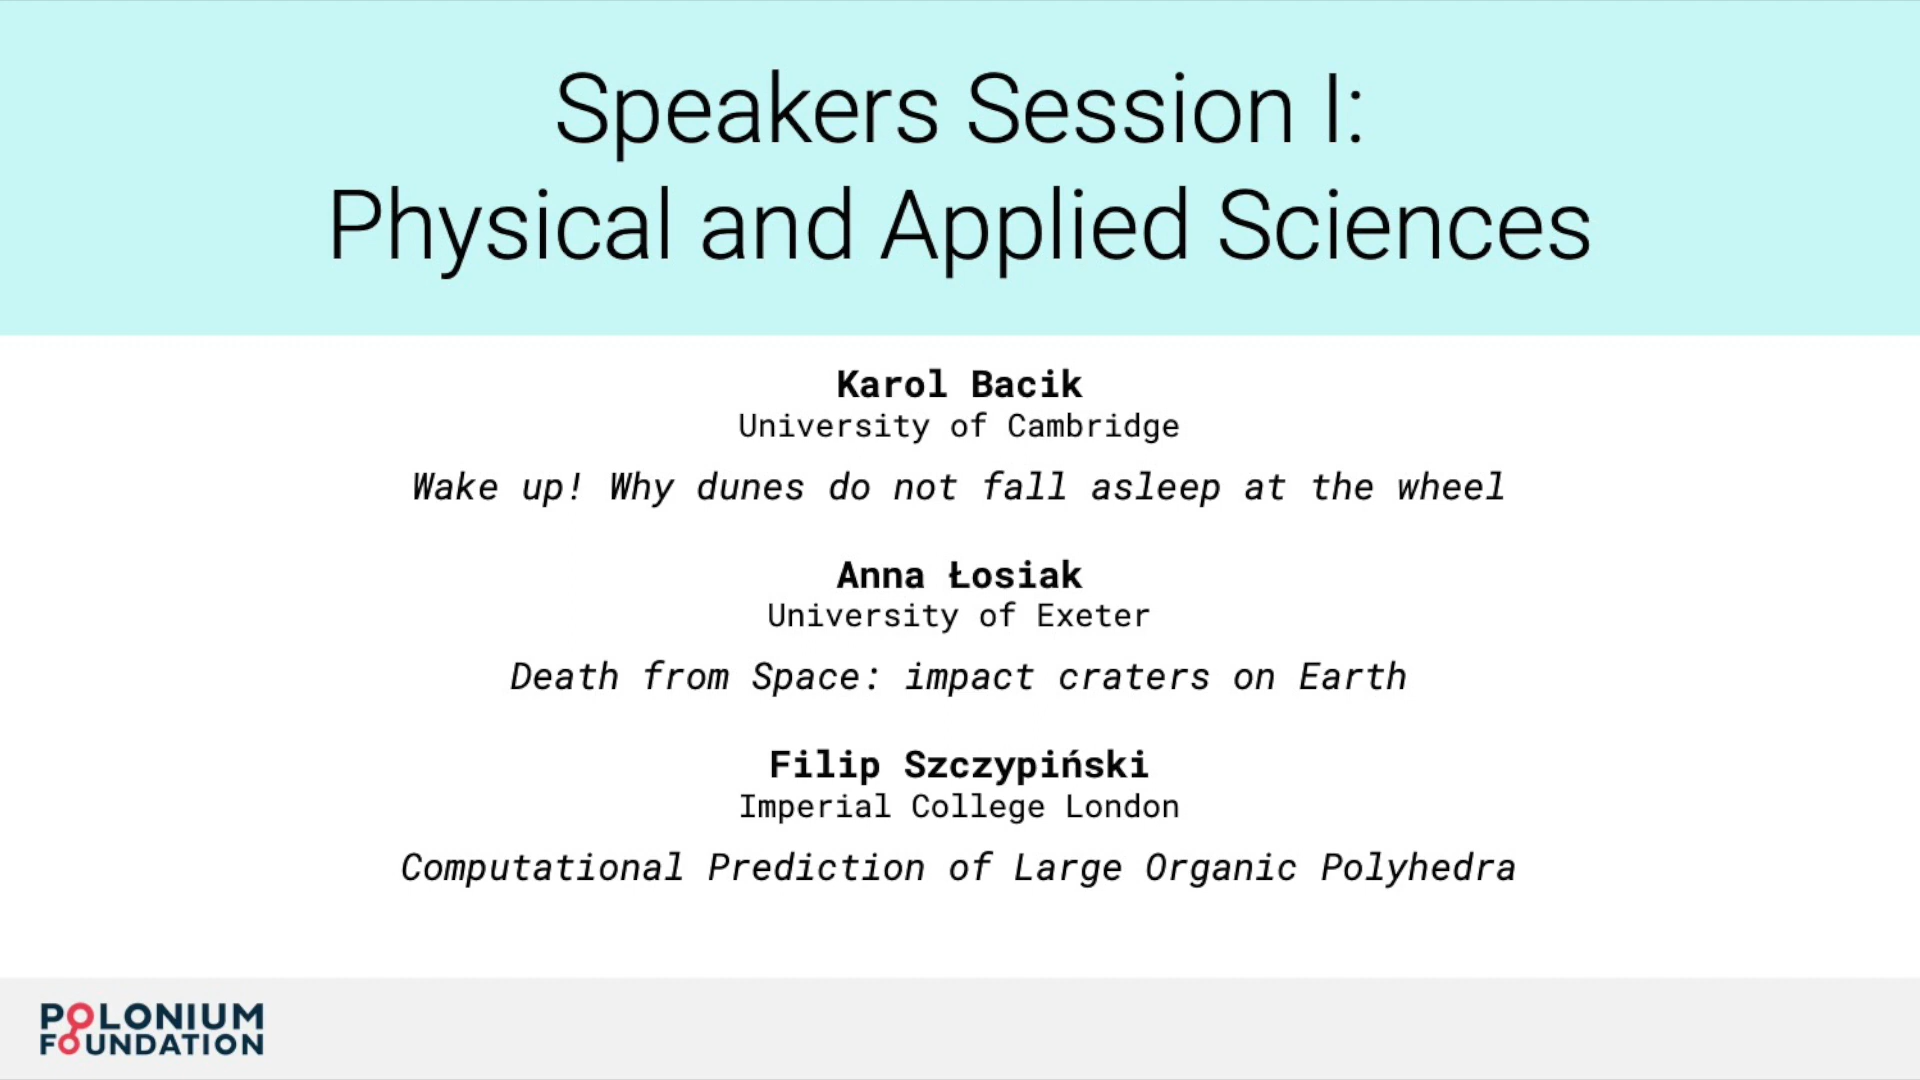 Speakers Session I:
Physical and Applied Sciences
Karol Bacik
University of Cambridge
Wake up! Why dunes do not fall asleep at the wheel
Anna Łosiak
University of Exeter
Death from Space: impact craters on Earth
Filip Szczypiński
Imperial College London
Computational Prediction of Large Organic Polyhedra
POLONIUM
FOUNDATION